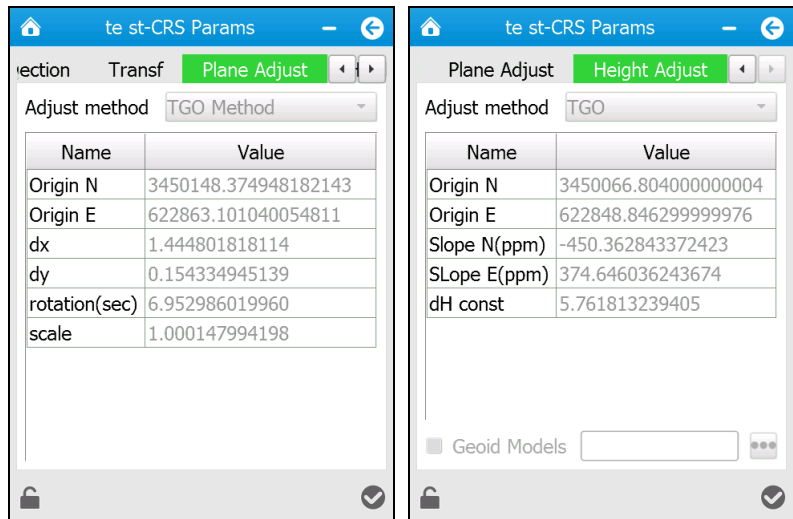 te st-CRS Params
ection Transf Plane Adjust H
Adjust method TGO Method
Name Value
Origin N 3450148.374948182143
Origin E 622863.101040054811
dx 1.444801818114
dy 0.154334945139
rotation(sec) 6.952986019960
scale 1.000147994198
te st-CRS Params
Plane Adjust Height Adjust
Adjust method TGO
Name Value
Origin N 3450066.804000000004
Origin E 622848.846299999976
Slope N(ppm) -450.362843372423
SLope E(ppm) 374.646036243674
dH const 5.761813239405
Geoid Models